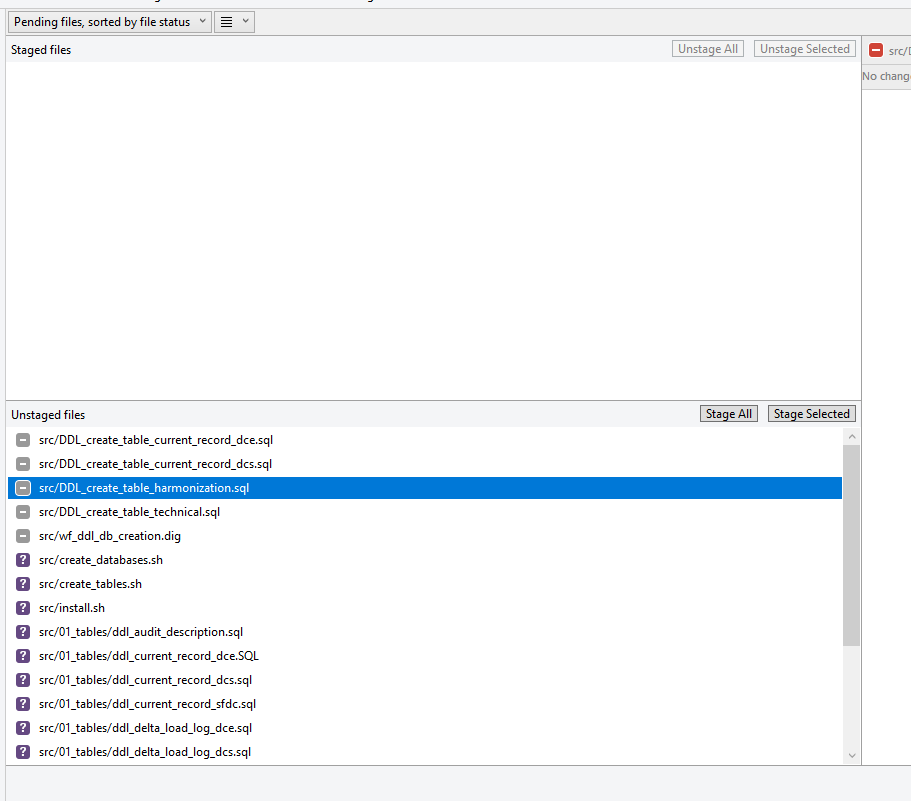 Pending files, sorted by file status
Staged files
Unstage All
Unstage Selected
src/
No chang
Unstaged files
Stage All
Stage Selected
src/DDL_create_table_current_record_dce.sql
src/DDL_create_table_current_record_dcs.sql
src/DDL_create_table_harmonization.sql
src/DDL_create_table_technical.sql
src/wf_ddl_db_creation.dig
? src/create_databases.sh
? src/create_tables.sh
? src/install.sh
? src/01_tables/ddl_audit_description.sql
? src/01_tables/ddl_current_record_dce.SQL
? src/01_tables/ddl_current_record_dcs.sql
? src/01_tables/ddl_current_record_sfdc.sql
? src/01_tables/ddl_delta_load_log_dce.sql
? src/01_tables/ddl_delta_load_log_dcs.sql